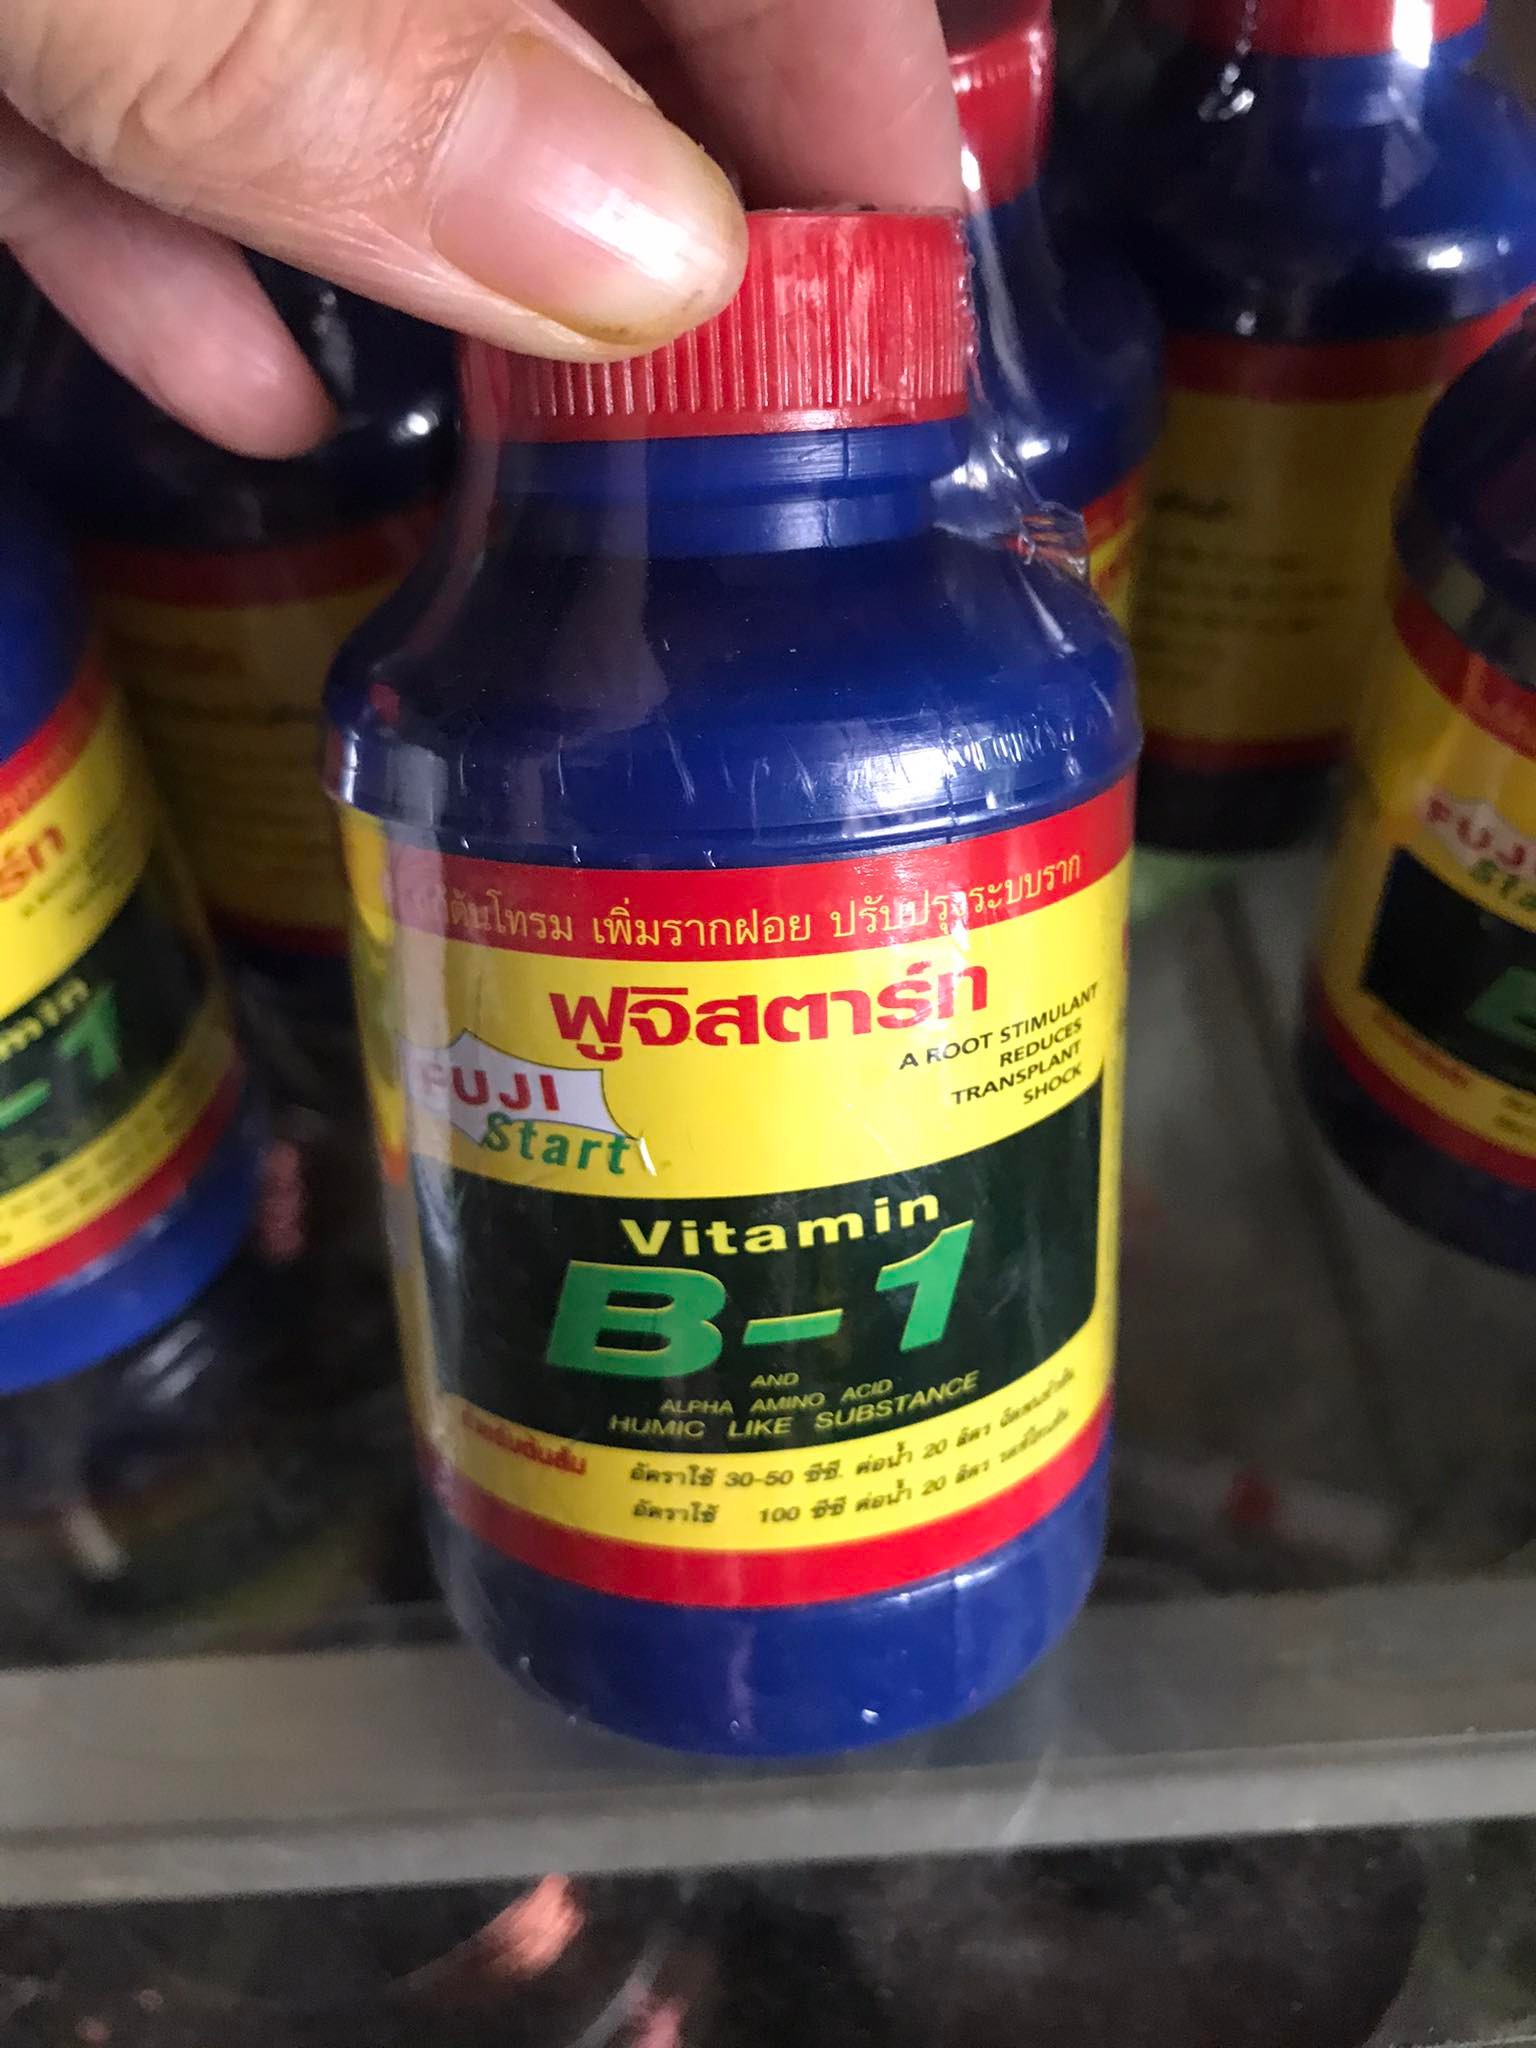 ต้นโทรม เพิ่มรากฝอย ปรับปรุงระบบราก
ฟูจิสตาร์ท
A ROOT STIMULANT
REDUCES
TRANSPLANT
SHOCK
FUJI
Start
Vitamin
B-1
AND
ALPHA AMINO ACID
HUMIC LIKE SUBSTANCE
อัตราใช้ 30-50 ซีซี. ต่อน้ำ 20 ลิตร
อัตราใช้ 100 ซีซี ต่อน้ำ 20 ลิตร